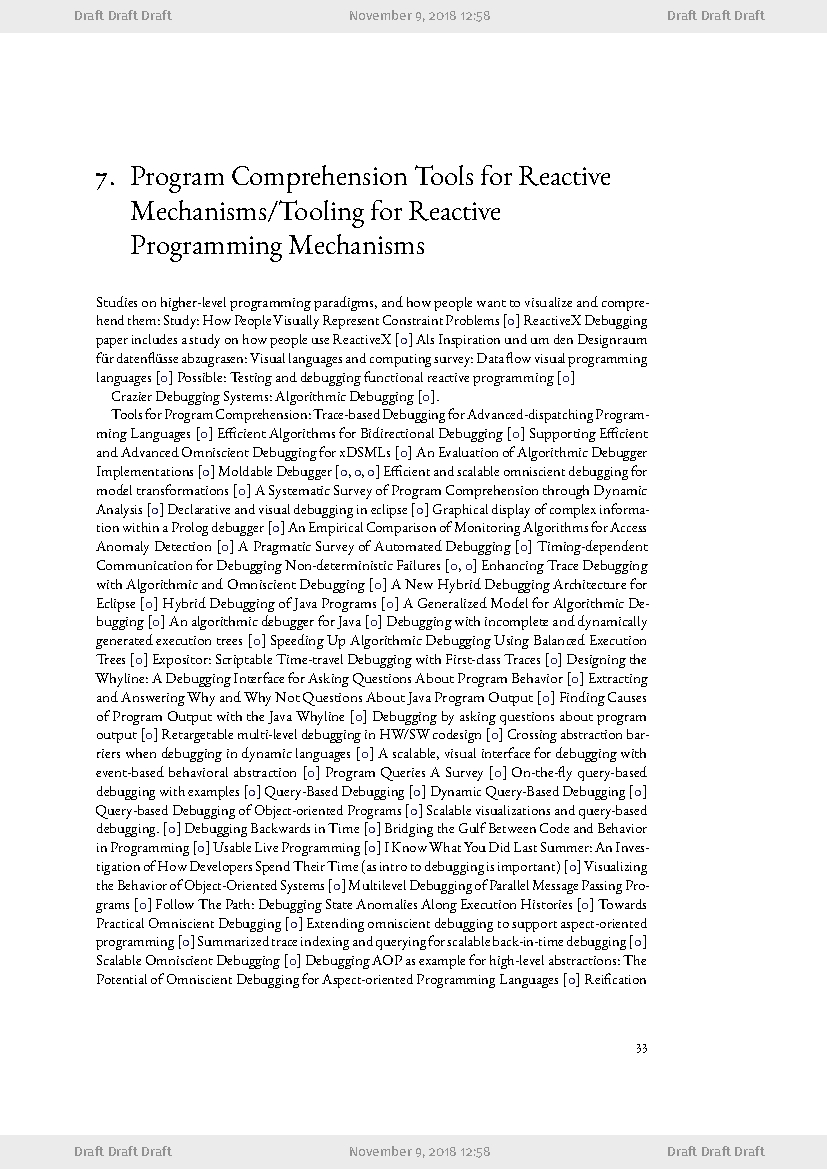 Draft Draft Draft November 9, 2018 12:58 Draft Draft Draft
7. Program Comprehension Tools for Reactive
Mechanisms/Tooling for Reactive
Programming Mechanisms
Studies on higher-level programming paradigms, and how people want to visualize and compre-
hend them: Study: How People Visually Represent Constraint Problems [0] ReactiveX Debugging
paper includes a study on how people use ReactiveX [0] Als Inspiration und um den Designraum
für datenflüsse abzugrasen: Visual languages and computing survey: Data flow visual programming
languages [0] Possible: Testing and debugging functional reactive programming [0]
Crazier Debugging Systems: Algorithmic Debugging [0].
Tools for Program Comprehension: Trace-based Debugging for Advanced-dispatching Program-
ming Languages [0] Efficient Algorithms for Bidirectional Debugging [0] Supporting Efficient
and Advanced Omniscient Debugging for xDSMLs [0] An Evaluation of Algorithmic Debugger
Implementations [0] Moldable Debugger [0, 0, 0] Efficient and scalable omniscient debugging for
model transformations [0] A Systematic Survey of Program Comprehension through Dynamic
Analysis [0] Declarative and visual debugging in eclipse [0] Graphical display of complex informa-
tion within a Prolog debugger [0] An Empirical Comparison of Monitoring Algorithms for Access
Anomaly Detection [0] A Pragmatic Survey of Automated Debugging [0] Timing-dependent
Communication for Debugging Non-deterministic Failures [0, 0] Enhancing Trace Debugging
with Algorithmic and Omniscient Debugging [0] A New Hybrid Debugging Architecture for
Eclipse [0] Hybrid Debugging of Java Programs [0] A Generalized Model for Algorithmic De-
bugging [0] An algorithmic debugger for Java [0] Debugging with incomplete and dynamically
generated execution trees [0] Speeding Up Algorithmic Debugging Using Balanced Execution
Trees [0] Expositor: Scriptable Time-travel Debugging with First-class Traces [0] Designing the
Whyline: A Debugging Interface for Asking Questions About Program Behavior [0] Extracting
and Answering Why and Why Not Questions About Java Program Output [0] Finding Causes
of Program Output with the Java Whyline [0] Debugging by asking questions about program
output [0] Retargetable multi-level debugging in HW/SW codesign [0] Crossing abstraction bar-
riers when debugging in dynamic languages [0] A scalable, visual interface for debugging with
event-based behavioral abstraction [0] Program Queries A Survey [0] On-the-fly query-based
debugging with examples [0] Query-Based Debugging [0] Dynamic Query-Based Debugging [0]
Query-based Debugging of Object-oriented Programs [0] Scalable visualizations and query-based
debugging. [0] Debugging Backwards in Time [0] Bridging the Gulf Between Code and Behavior
in Programming [0] Usable Live Programming [0] I Know What You Did Last Summer: An Inves-
tigation of How Developers Spend Their Time (as intro to debugging is important) [0] Visualizing
the Behavior of Object-Oriented Systems [0] Multilevel Debugging of Parallel Message Passing Pro-
grams [0] Follow The Path: Debugging State Anomalies Along Execution Histories [0] Towards
Practical Omniscient Debugging [0] Extending omniscient debugging to support aspect-oriented
programming [0] Summarized trace indexing and querying for scalable back-in-time debugging [0]
Scalable Omniscient Debugging [0] Debugging AOP as example for high-level abstractions: The
Potential of Omniscient Debugging for Aspect-oriented Programming Languages [0] Reification
33
Draft Draft Draft November 9, 2018 12:58 Draft Draft Draft